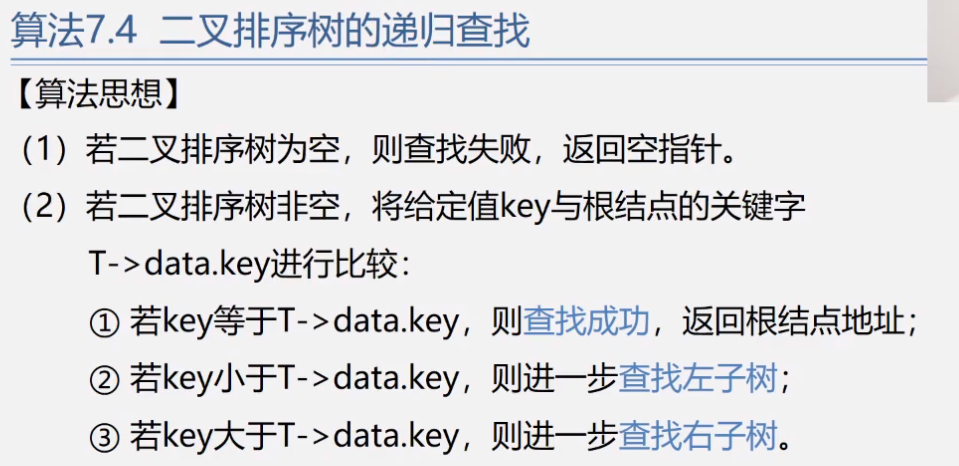 算法7.4 二叉排序树的递归查找
【算法思想】
（1）若二叉排序树为空，则查找失败，返回空指针。
（2）若二叉排序树非空，将给定值key与根结点的关键字
T->data.key进行比较：
① 若key等于T->data.key，则查找成功，返回根结点地址；
② 若key小于T->data.key，则进一步查找左子树；
③ 若key大于T->data.key，则进一步查找右子树。